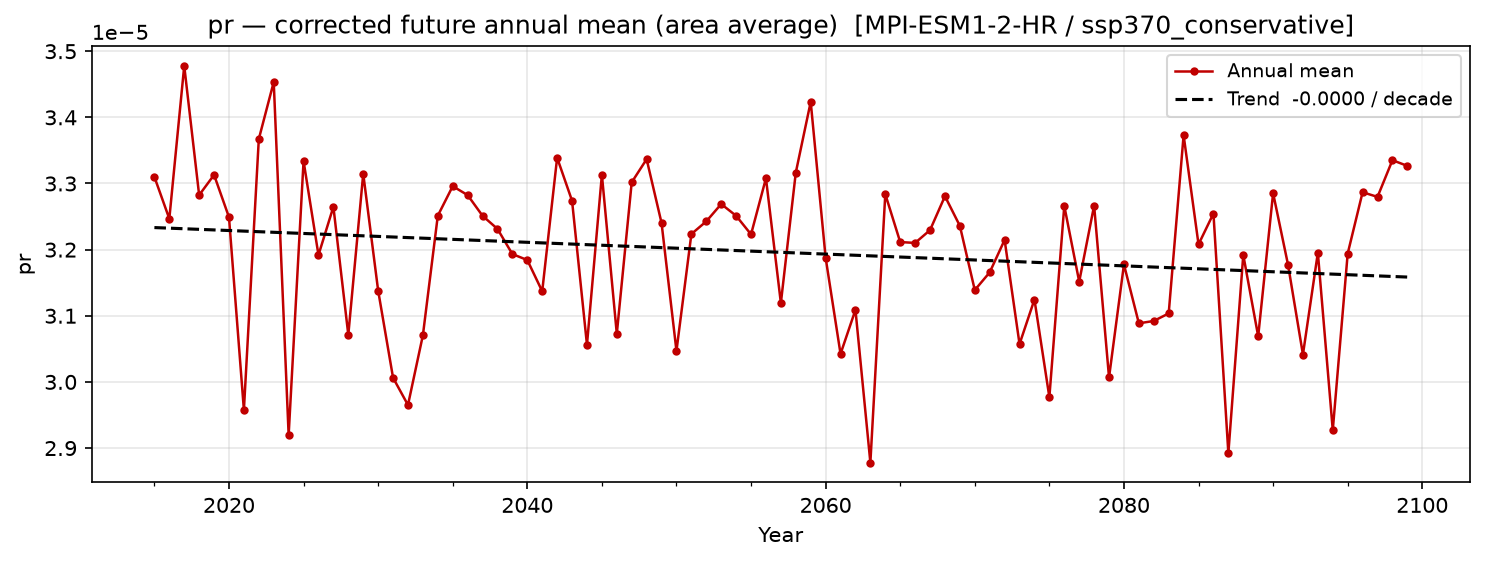 pr — corrected future annual mean (area average)  [MPI-ESM1-2-HR / ssp370_conservative]
1e−5
3.5
3.4
3.3
3.2
3.1
3.0
2.9
pr
Annual mean
Trend  -0.0000 / decade
2020
2040
2060
2080
2100
Year